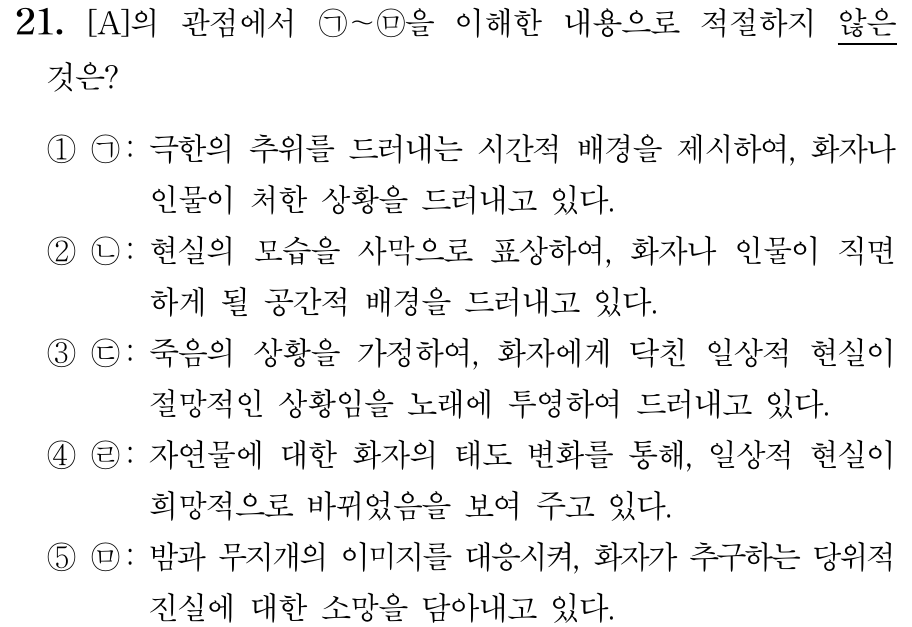 21. [A]의 관점에서 ㉠~㉤을 이해한 내용으로 적절하지 않은
것은?
① ㉠: 극한의 추위를 드러내는 시간적 배경을 제시하여, 화자나
인물이 처한 상황을 드러내고 있다.
② ㉡: 현실의 모습을 사막으로 표상하여, 화자나 인물이 직면
하게 될 공간적 배경을 드러내고 있다.
③ ㉢: 죽음의 상황을 가정하여, 화자에게 닥친 일상적 현실이
절망적인 상황임을 노래에 투영하여 드러내고 있다.
④ ㉣: 자연물에 대한 화자의 태도 변화를 통해, 일상적 현실이
희망적으로 바뀌었음을 보여 주고 있다.
⑤ ㉤: 밤과 무지개의 이미지를 대응시켜, 화자가 추구하는 당위적
진실에 대한 소망을 담아내고 있다.